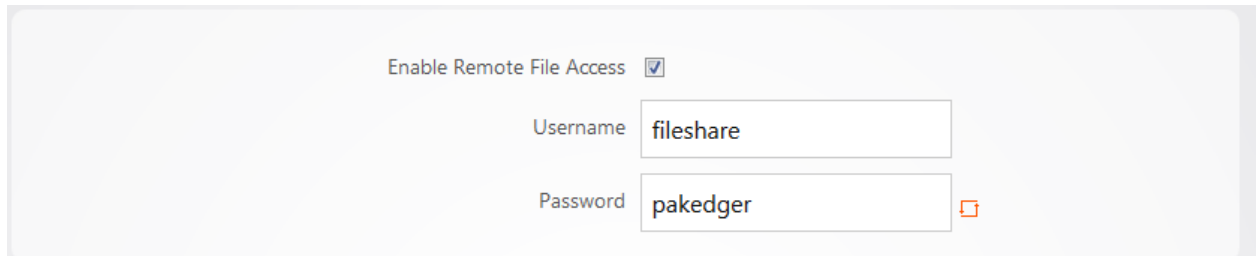 Enable Remote File Access
Username fileshare
Password pakedger